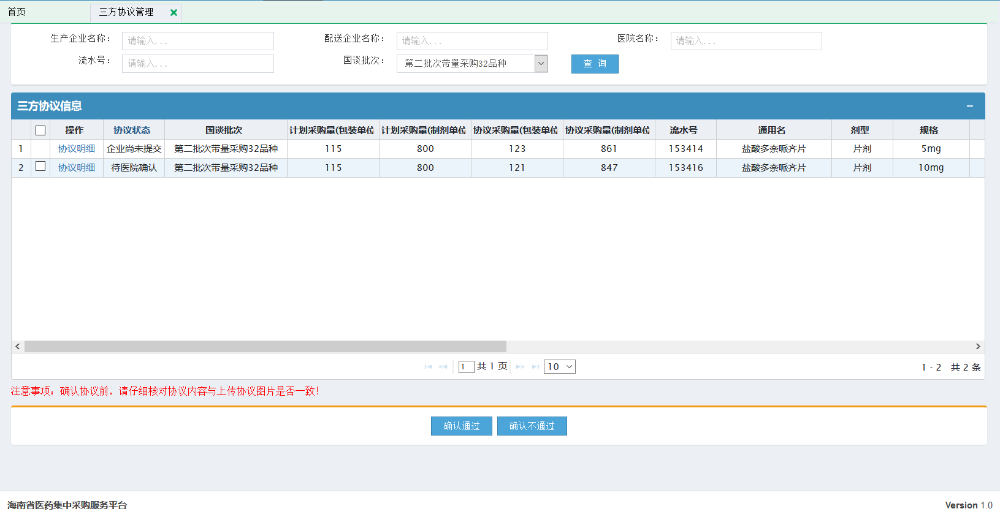 首页 三方协议管理
生产企业名称： 请输入... 配送企业名称： 请输入... 医院名称： 请输入...
流水号： 请输入... 国谈批次： 第二批次带量采购32品种 查 询
三方协议信息
操作 协议状态 国谈批次 计划采购量(包装单位 计划采购量(制剂单位 协议采购量(包装单位 协议采购量(制剂单位 流水号 通用名 剂型 规格
1 协议明细 企业尚未提交 第二批次带量采购32品种 115 800 123 861 153414 盐酸多奈哌齐片 片剂 5mg
2 协议明细 待医院确认 第二批次带量采购32品种 115 800 121 847 153416 盐酸多奈哌齐片 片剂 10mg
1 共 1 页 10 1 - 2 共 2 条
注意事项：确认协议前，请仔细核对协议内容与上传协议图片是否一致！
确认通过 确认不通过
海南省医药集中采购服务平台 Version 1.0